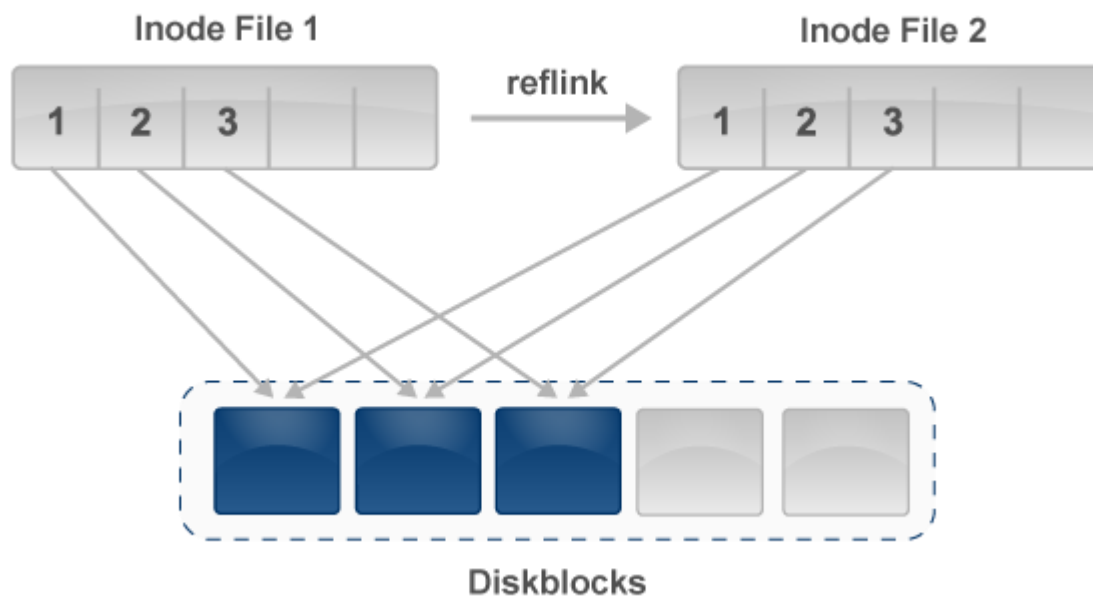 Inode File 1
Inode File 2
reflink
1 2 3
1 2 3
Diskblocks